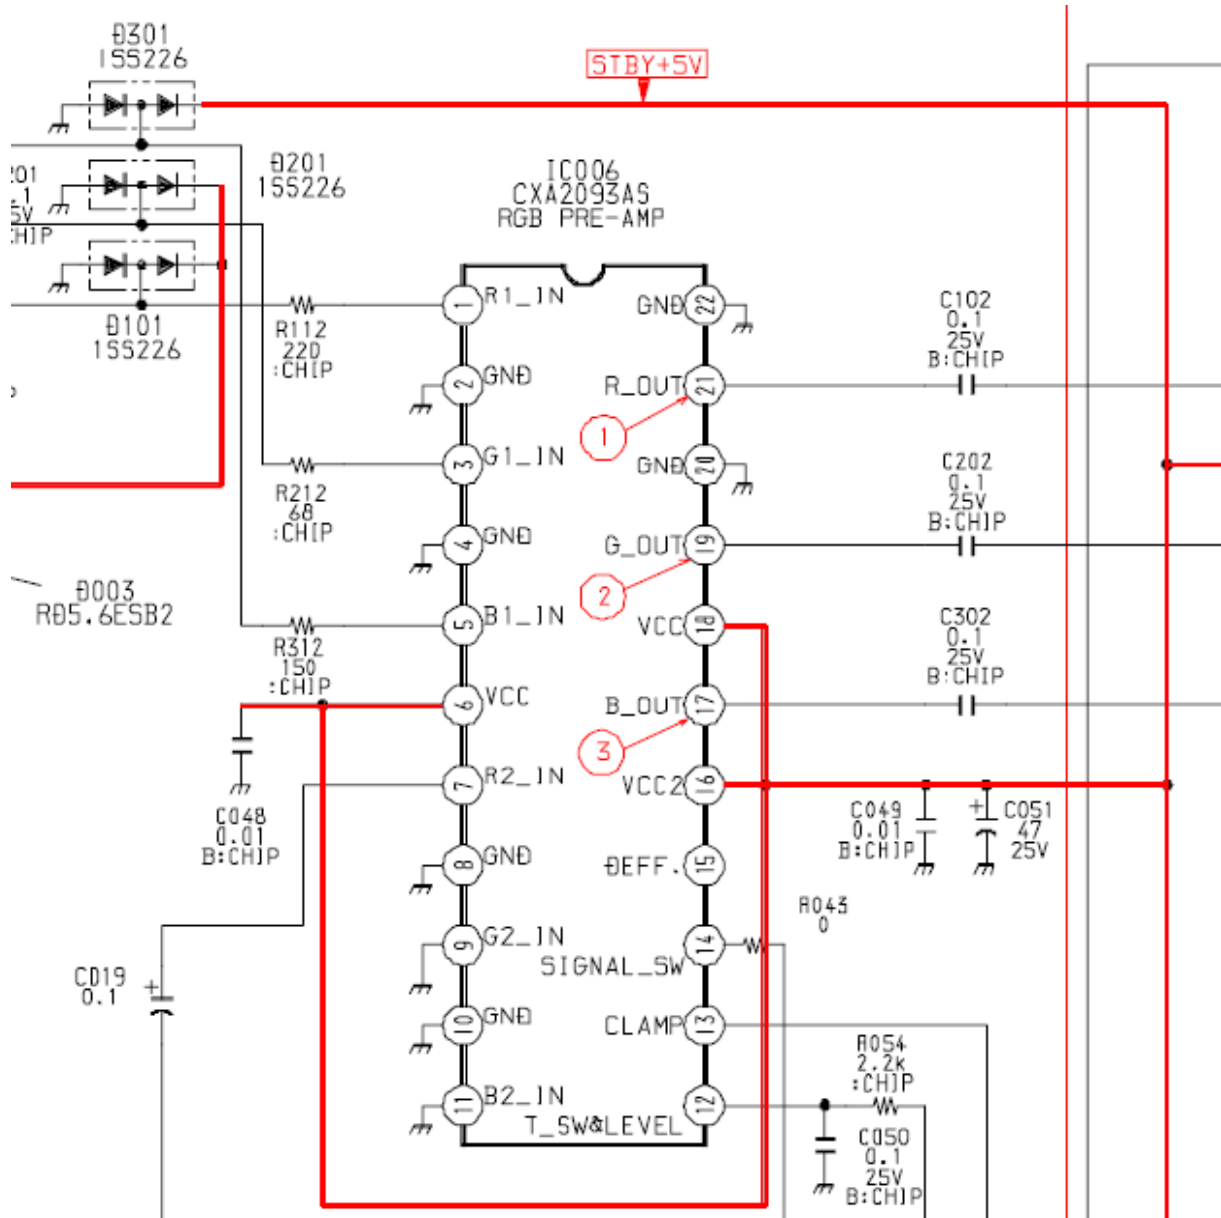 D301
1SS226
STBY+5V
D201
1SS226
IC006
CXA2093AS
RGB PRE-AMP
201
.1
5V
CHIP
D101
1SS226
R112
220
:CHIP
R212
68
:CHIP
D003
RD5.6ESB2
R312
150
:CHIP
C048
0.01
B:CHIP
C019
0.1
1
R1_IN
2
GND
3
G1_IN
4
GND
5
B1_IN
6
VCC
7
R2_IN
8
GND
9
G2_IN
10
GND
11
B2_IN
GND
22
R_OUT
21
1
GND
20
G_OUT
19
2
VCC
18
B_OUT
17
3
VCC2
16
DEFF.
15
SIGNAL_SW
14
CLAMP
13
T_SW&LEVEL
12
C102
0.1
25V
B:CHIP
C202
0.1
25V
B:CHIP
C302
0.1
25V
B:CHIP
C049
0.01
B:CHIP
+
C051
47
25V
R043
0
R054
2.2k
:CHIP
C050
0.1
25V
B:CHIP
+